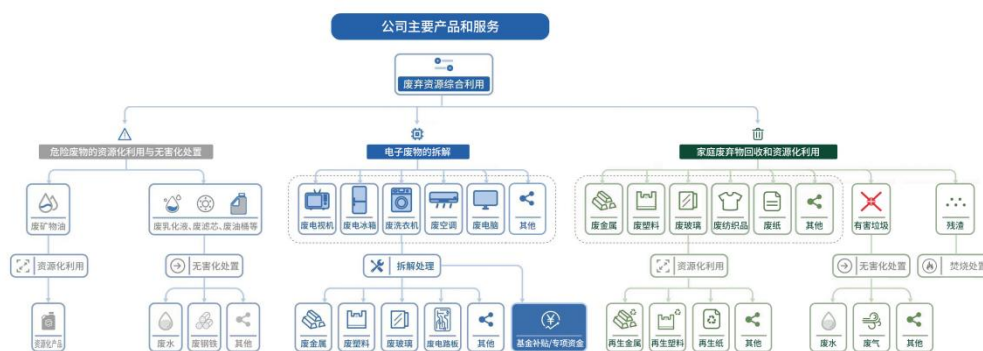 公司主要产品和服务
废弃资源综合利用
危险废物的资源化利用与无害化处置
电子废物的拆解
家庭废弃物回收和资源化利用
废矿物油
废乳化液、废滤芯、废油桶等
废电视机
废电冰箱
废洗衣机
废空调
废电脑
其他
废金属
废塑料
废玻璃
废纺织品
废纸
其他
有害垃圾
残渣
资源化利用
无害化处置
拆解处理
资源化利用
无害化处置
焚烧处置
资源化产品
废水
废钢铁
其他
废金属
废塑料
废玻璃
废电路板
其他
基金补贴/专项资金
再生金属
再生塑料
再生纸
其他
废水
废气
其他